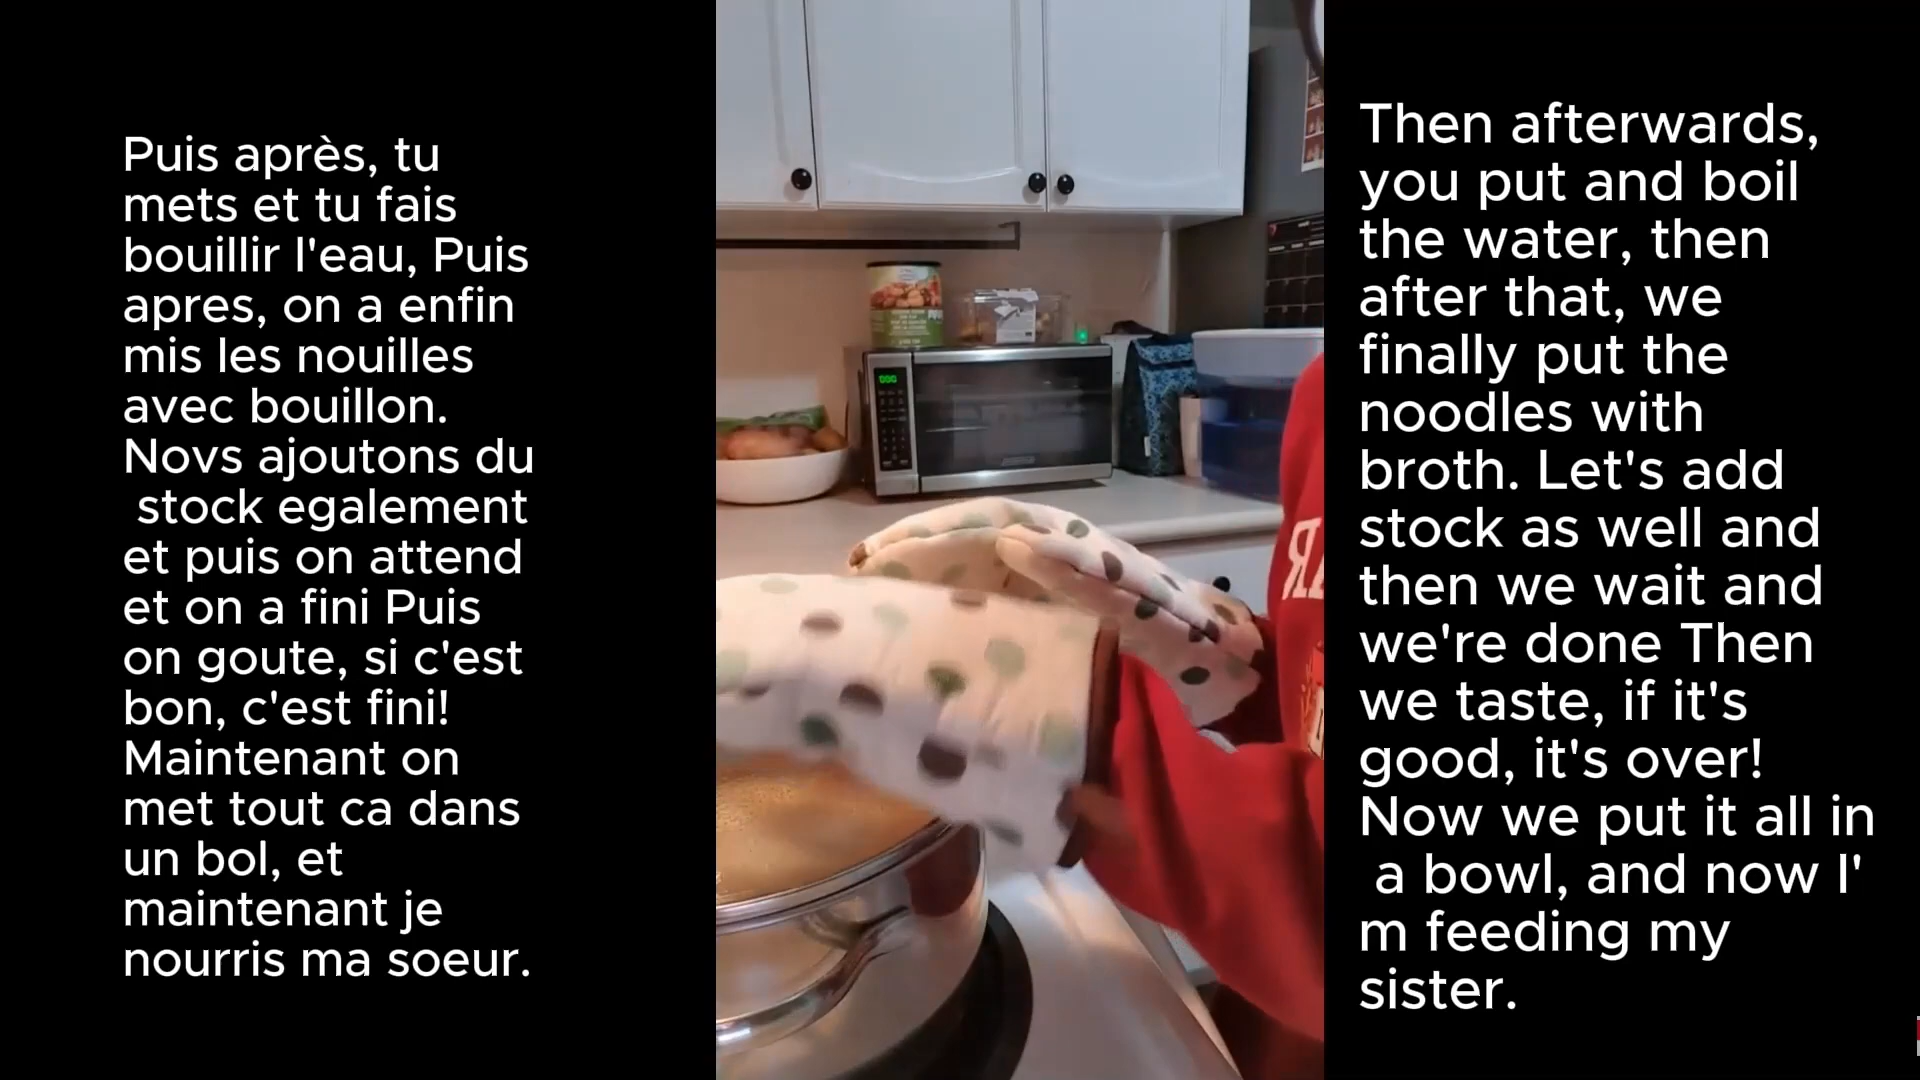 Puis après, tu
mets et tu fais
bouillir l'eau, Puis
apres, on a enfin
mis les nouilles
avec bouillon.
Novs ajoutons du
stock egalement
et puis on attend
et on a fini Puis
on goute, si c'est
bon, c'est fini!
Maintenant on
met tout ca dans
un bol, et
maintenant je
nourris ma soeur.
Then afterwards,
you put and boil
the water, then
after that, we
finally put the
noodles with
broth. Let's add
stock as well and
then we wait and
we're done Then
we taste, if it's
good, it's over!
Now we put it all in
a bowl, and now I'
m feeding my
sister.